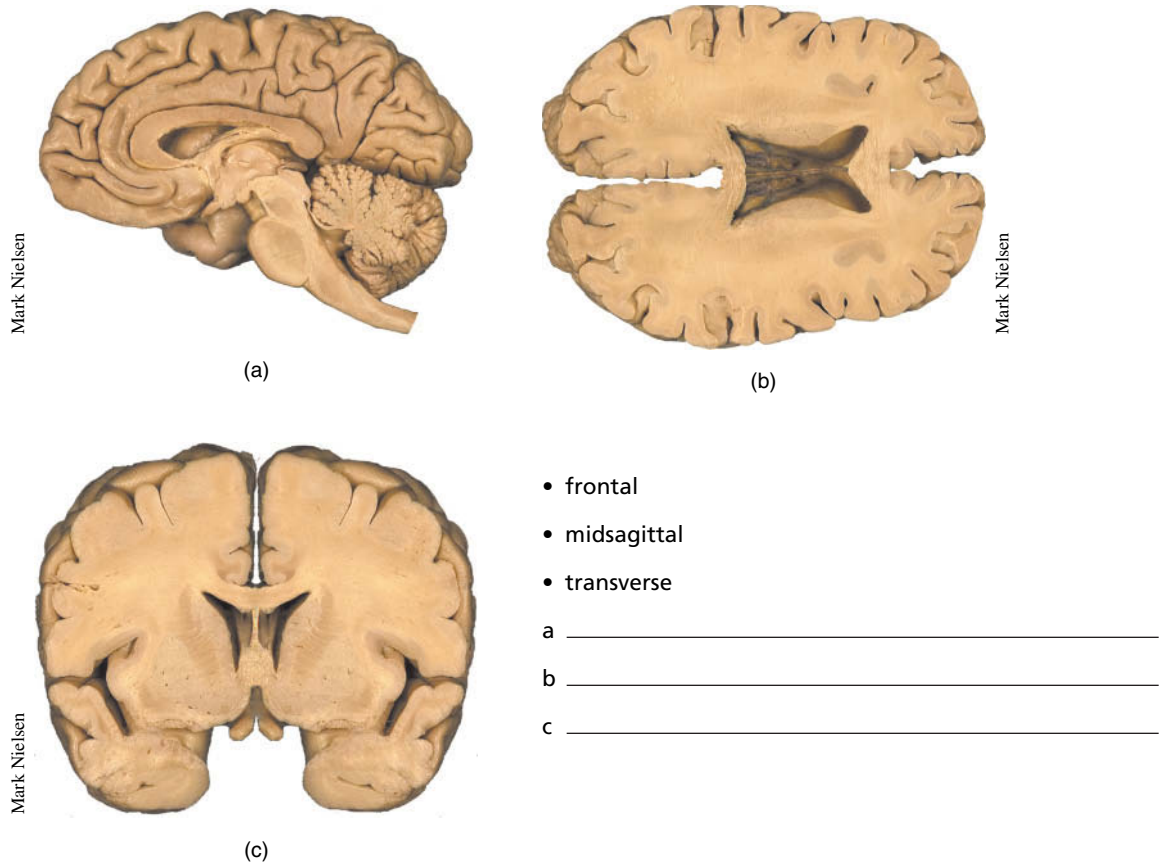 Mark Nielsen
(a)
Mark Nielsen
(b)
Mark Nielsen
(c)
• frontal
• midsagittal
• transverse
a
b
c